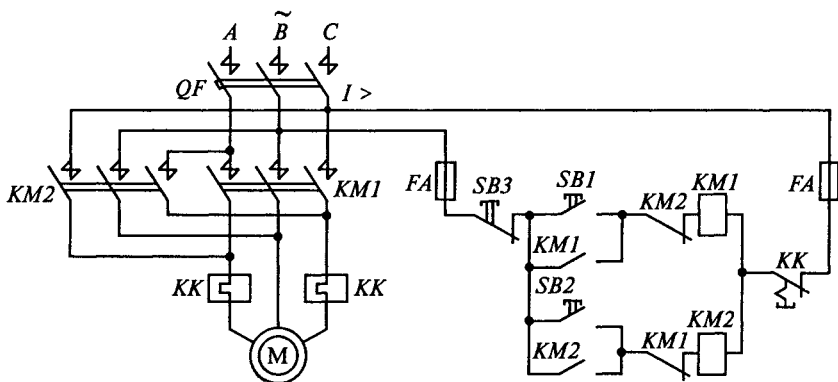 A B̃ C
QF
I >
KM2
KM1
FA
SB3
SB1
KM2
KM1
FA
KM1
KK
SB2
KK
KK
KM2
KM1
KM2
M